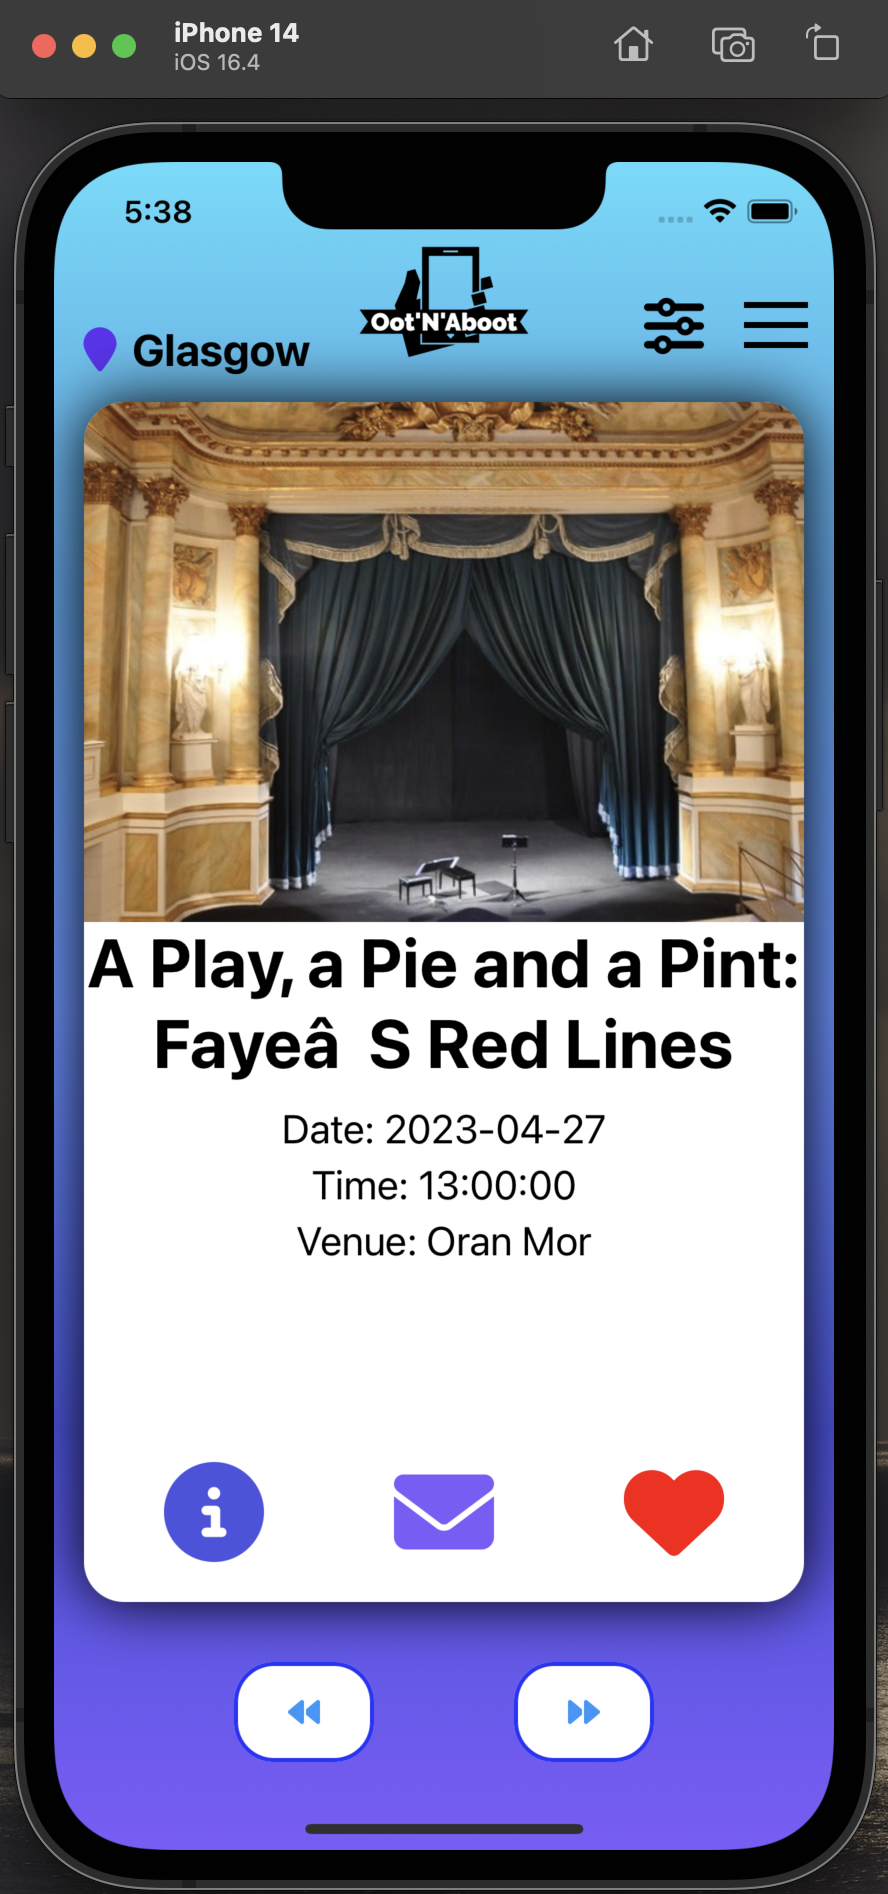 iPhone 14
iOS 16.4
5:38
Oot'N'Aboot
Glasgow
A Play, a Pie and a Pint:
Fayeâ  S Red Lines
Date: 2023-04-27
Time: 13:00:00
Venue: Oran Mor